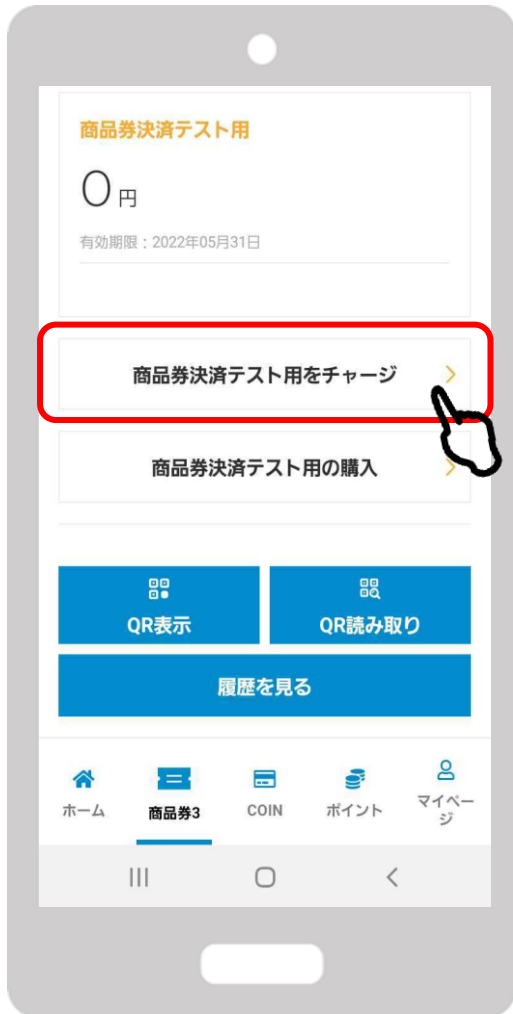 商品券決済テスト用
0円
有効期限：2022年05月31日
商品券決済テスト用をチャージ
商品券決済テスト用の購入
QR表示
QR読み取り
履歴を見る
ホーム
商品券3
COIN
ポイント
マイペー
ジ